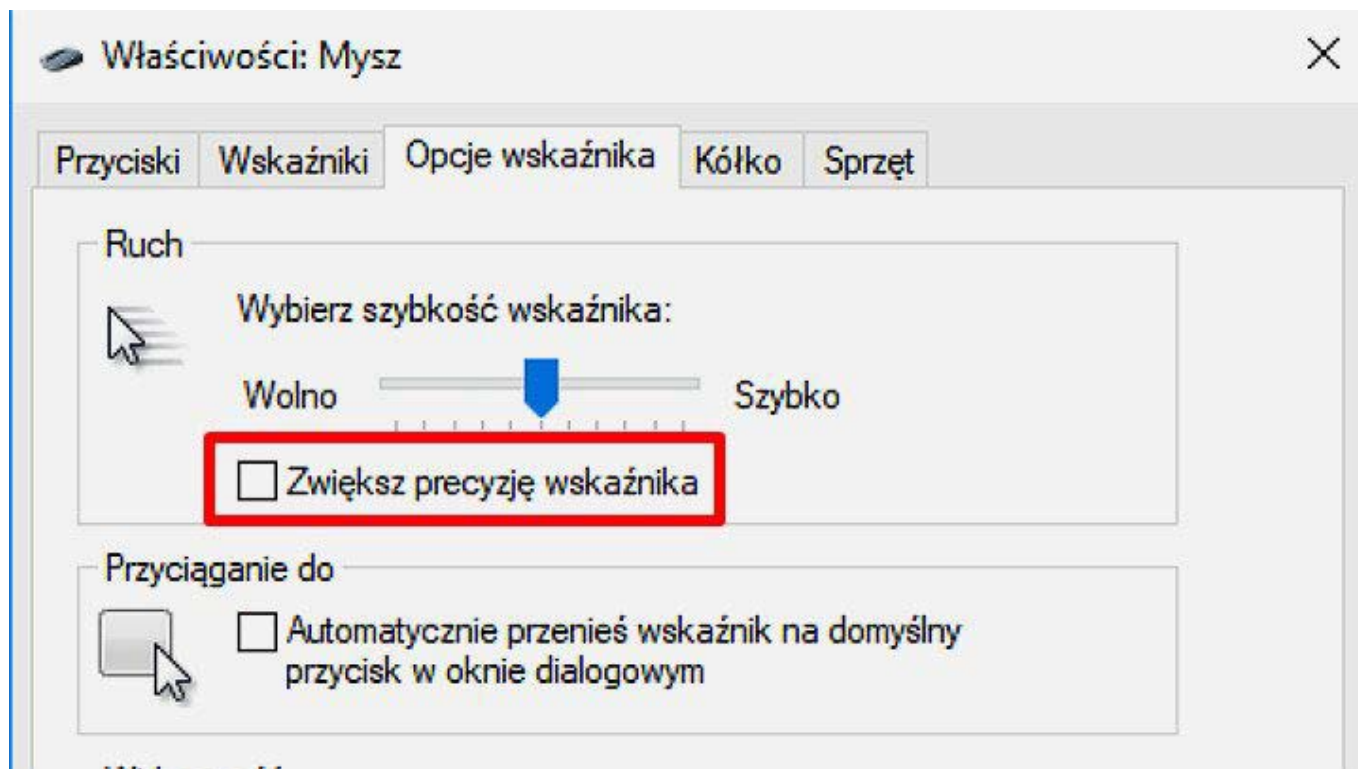 Właściwości: Mysz
Przyciski Wskaźniki Opcje wskaźnika Kółko Sprzęt
Ruch
Wybierz szybkość wskaźnika:
Wolno Szybko
Zwiększ precyzję wskaźnika
Przyciąganie do
Automatycznie przenieś wskaźnik na domyślny
przycisk w oknie dialogowym